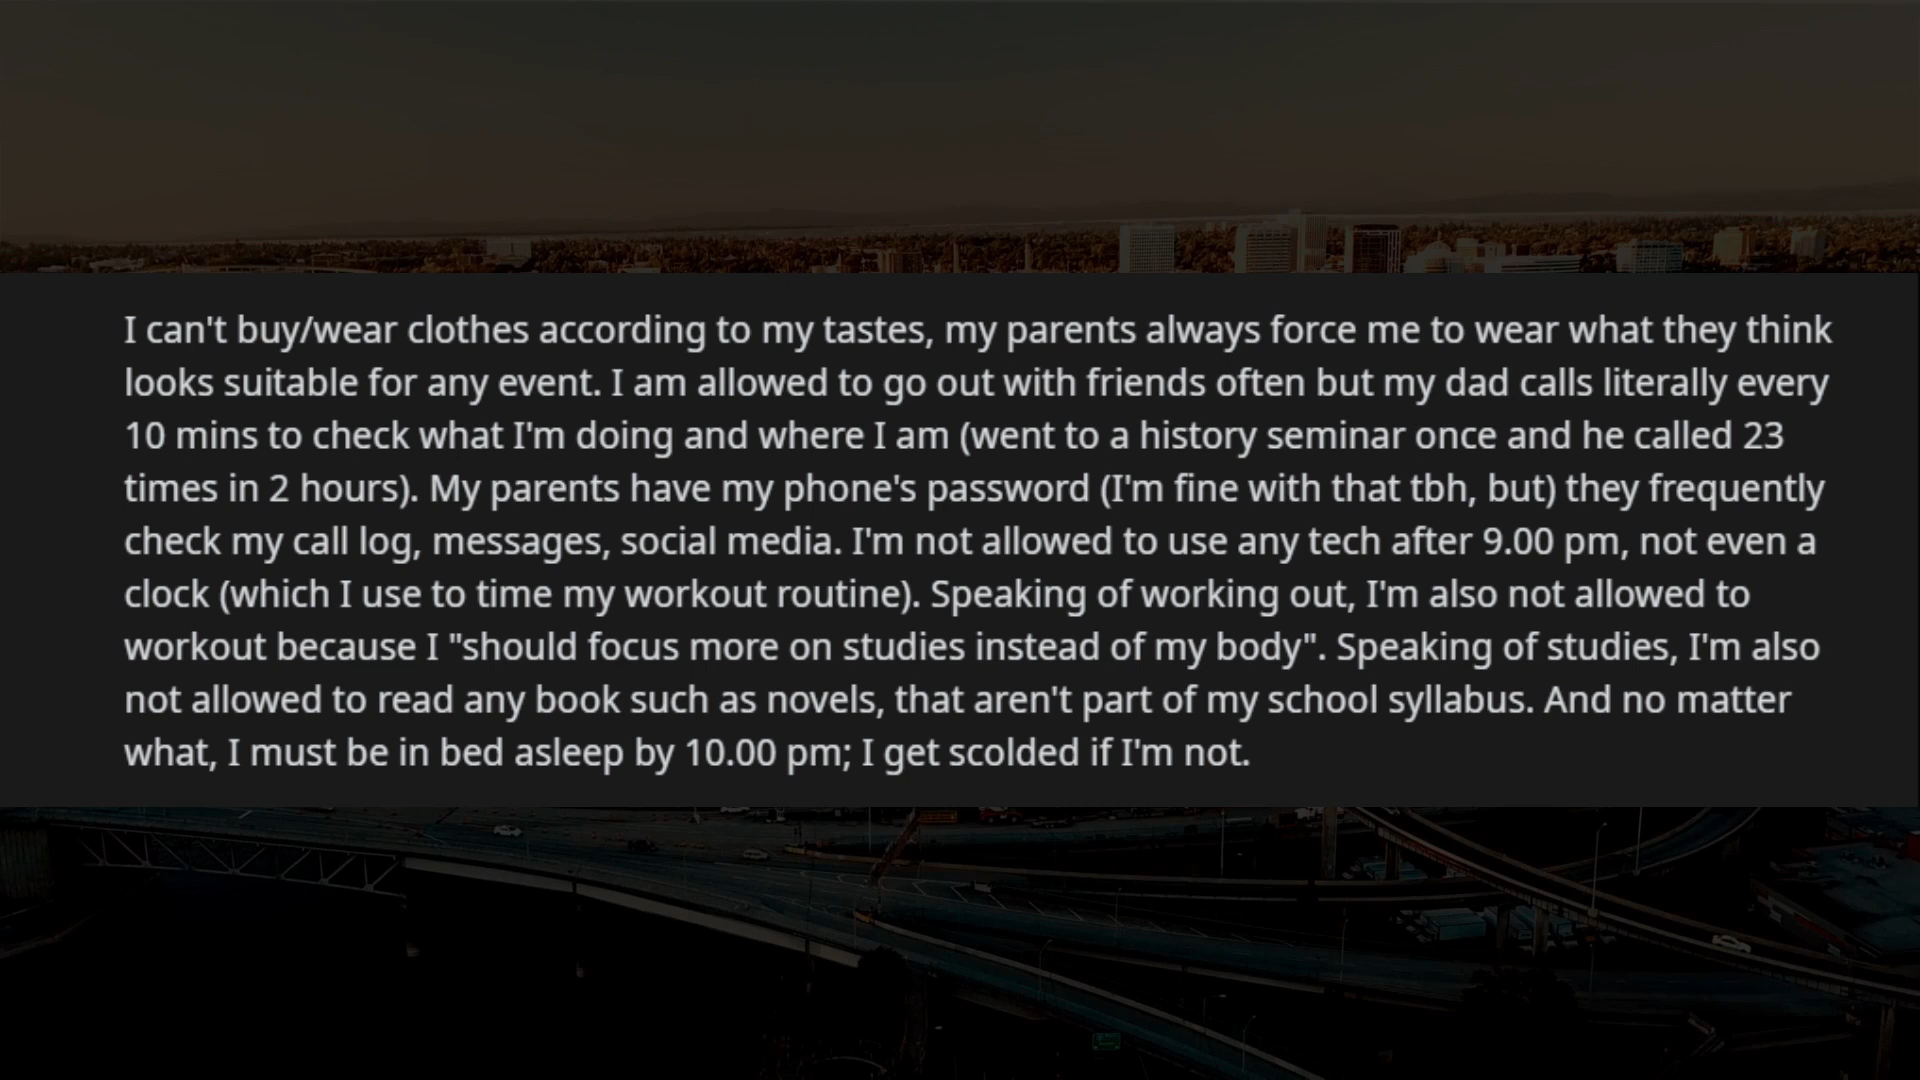 I can't buy/wear clothes according to my tastes, my parents always force me to wear what they think
looks suitable for any event. I am allowed to go out with friends often but my dad calls literally every
10 mins to check what I'm doing and where I am (went to a history seminar once and he called 23
times in 2 hours). My parents have my phone's password (I'm fine with that tbh, but) they frequently
check my call log, messages, social media. I'm not allowed to use any tech after 9.00 pm, not even a
clock (which I use to time my workout routine). Speaking of working out, I'm also not allowed to
workout because I "should focus more on studies instead of my body". Speaking of studies, I'm also
not allowed to read any book such as novels, that aren't part of my school syllabus. And no matter
what, I must be in bed asleep by 10.00 pm; I get scolded if I'm not.